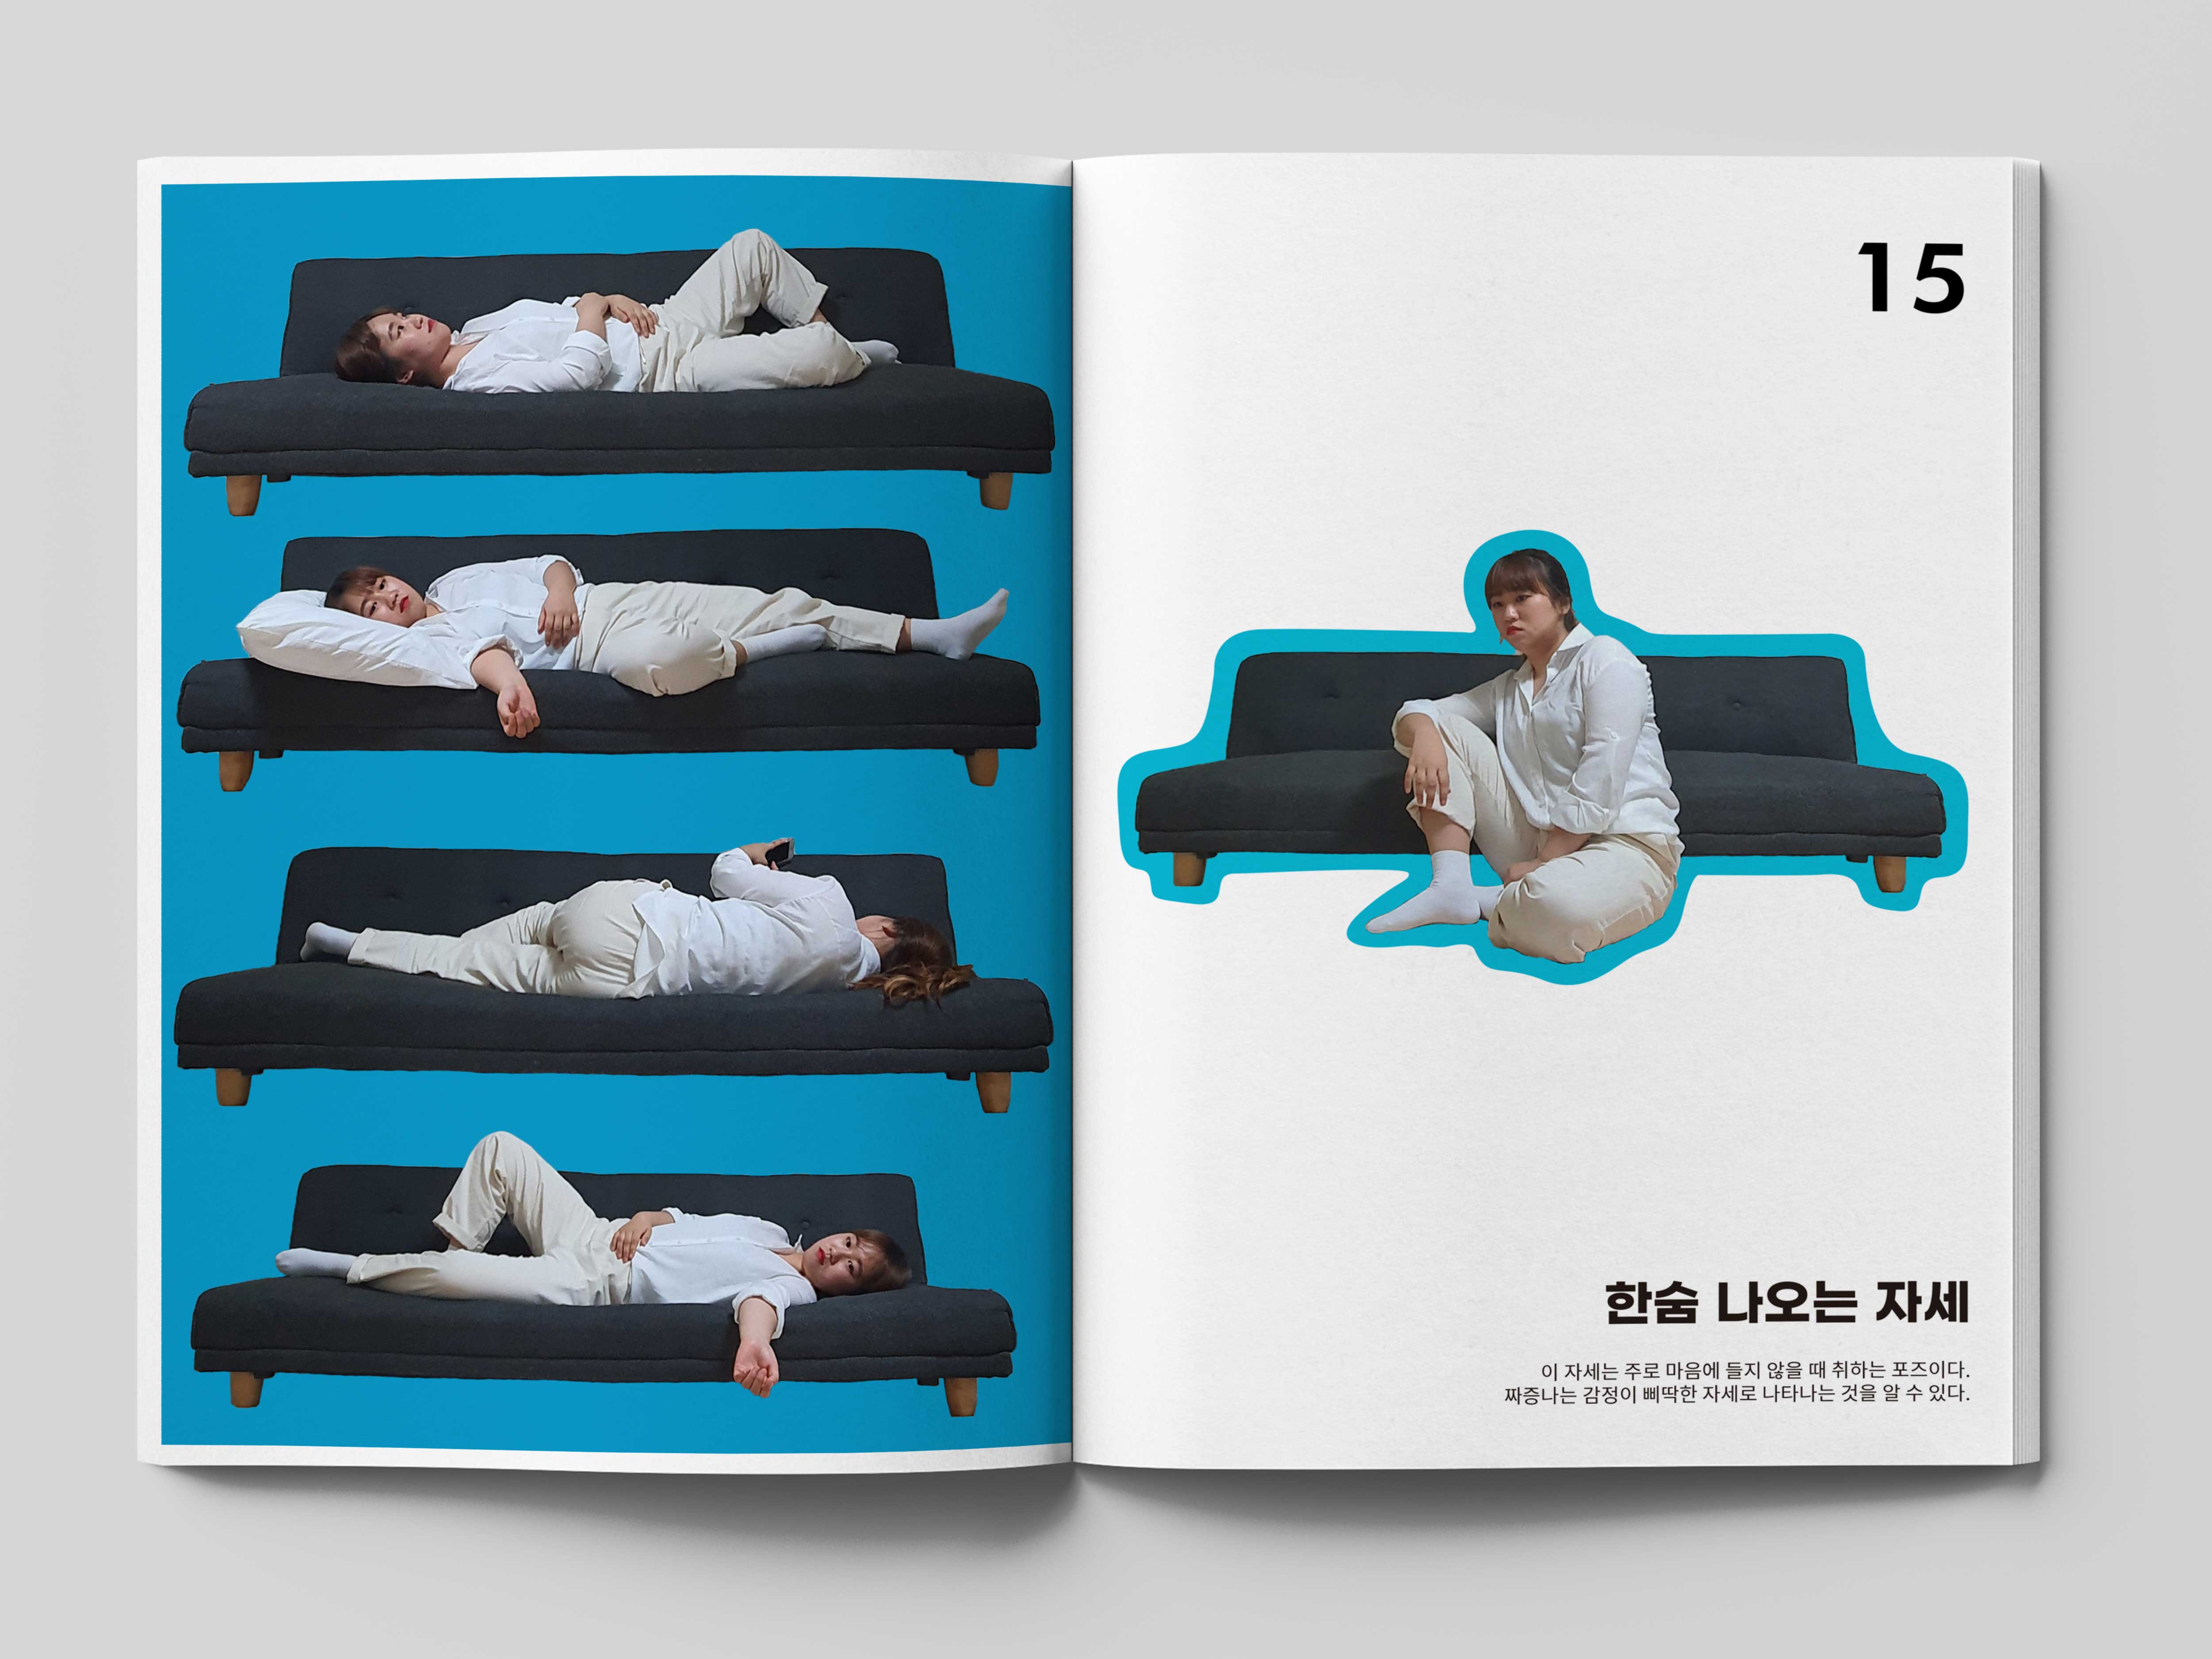 15
한숨 나오는 자세
이 자세는 주로 마음에 들지 않을 때 취하는 포즈이다.
짜증나는 감정이 삐딱한 자세로 나타나는 것을 알 수 있다.